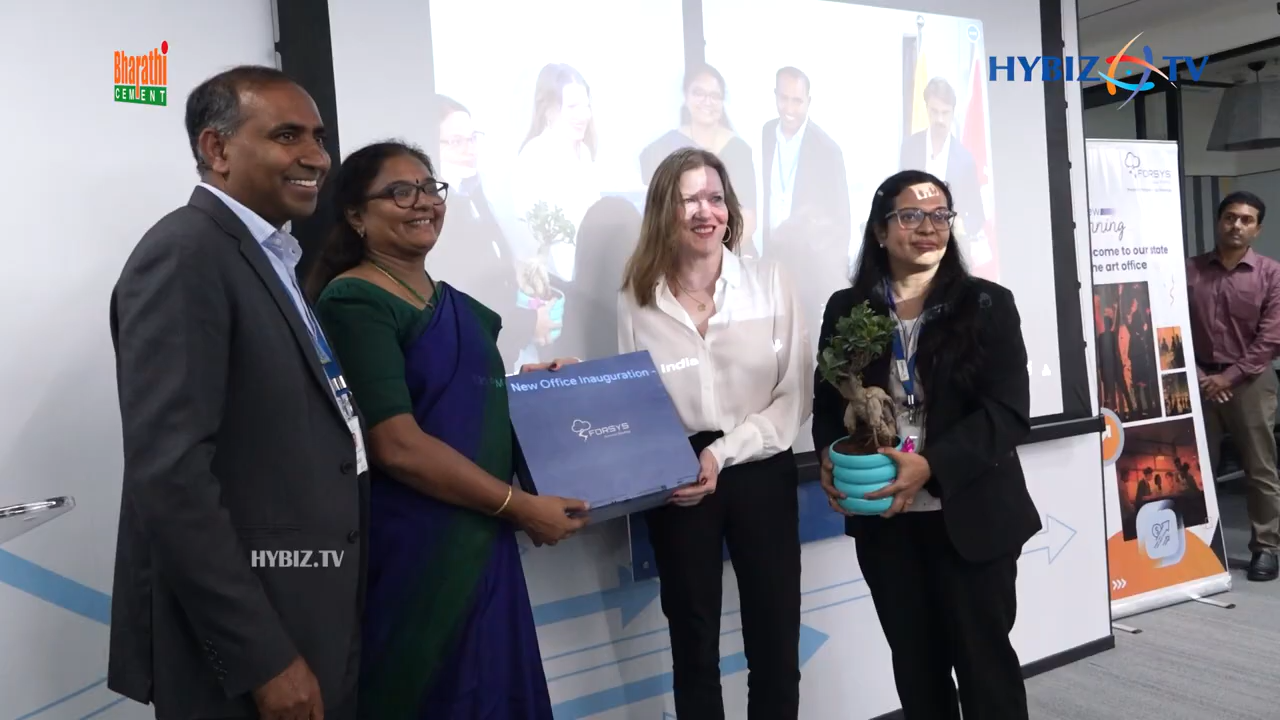 Bharathi
CEMENT
HYBIZ TV
FORSYS
come to our state
he art office
New Office Inauguration - India
FORSYS
HYBIZ.TV